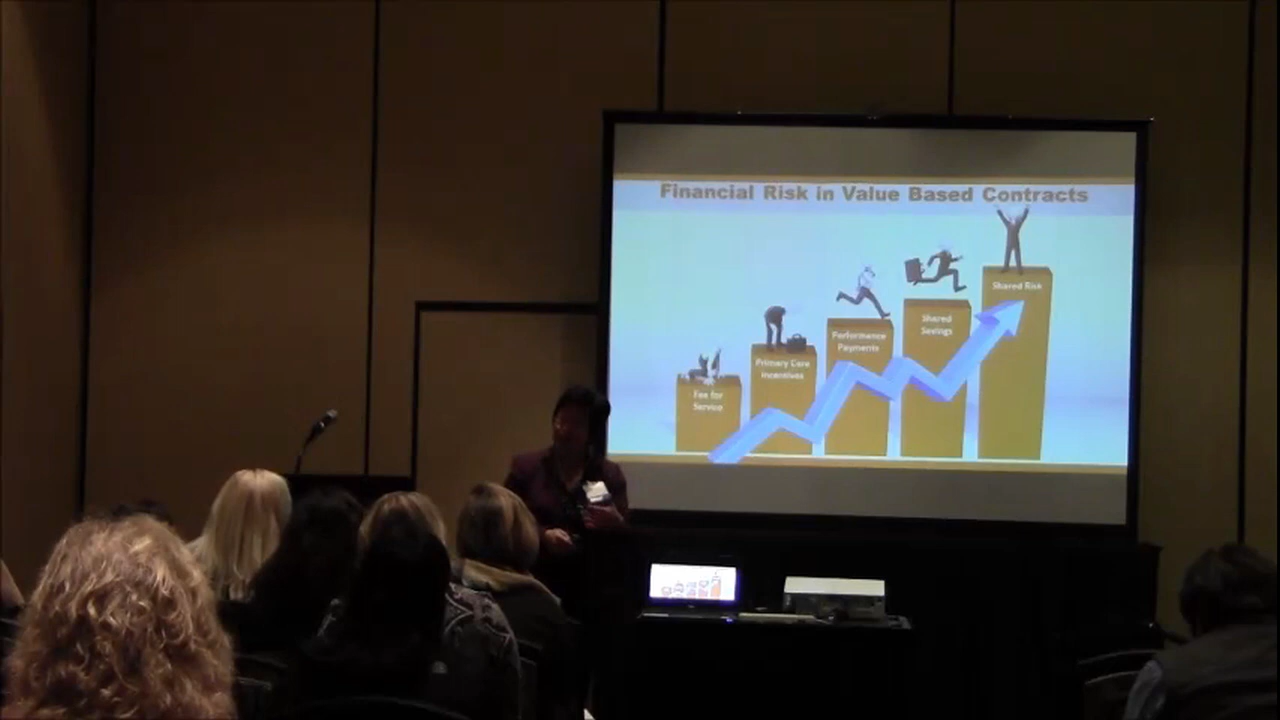 Financial Risk in Value Based Contracts
Fee for
Service
Primary Care
Incentives
Performance
Payments
Shared
Savings
Shared Risk